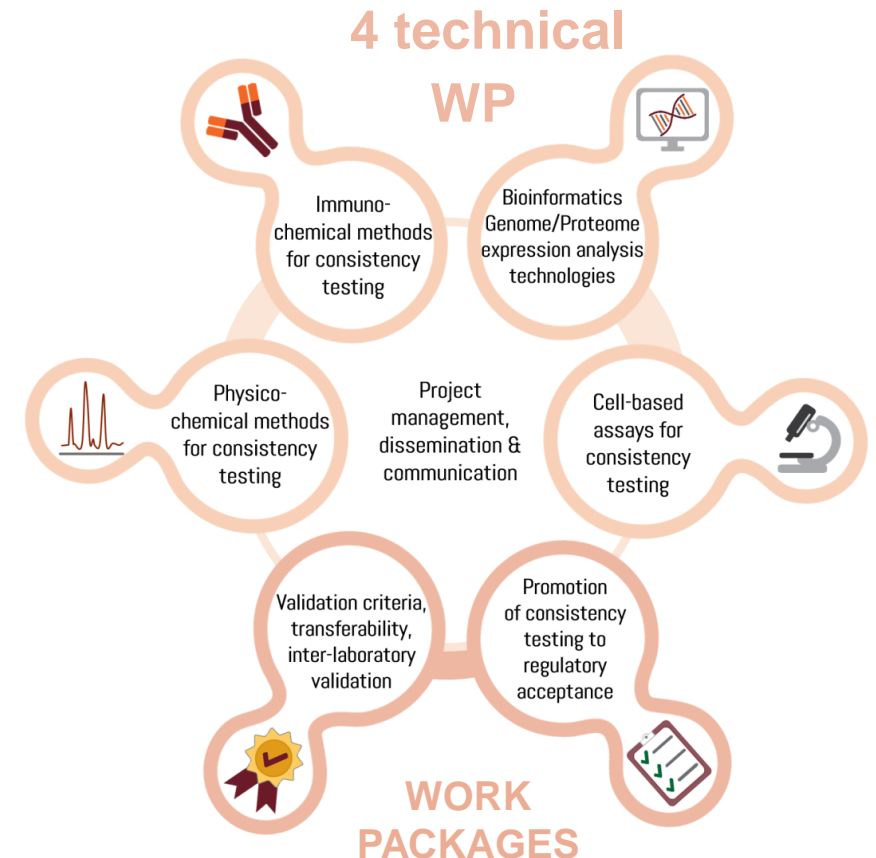 4 technical
WP
Immuno-
chemical methods
for consistency
testing
Bioinformatics
Genome/Proteome
expression analysis
technologies
Physico-
chemical methods
for consistency
testing
Project
management,
dissemination &
communication
Cell-based
assays for
consistency
testing
Validation criteria,
transferability,
inter-laboratory
validation
Promotion
of consistency
testing to
regulatory
acceptance
WORK
PACKAGES